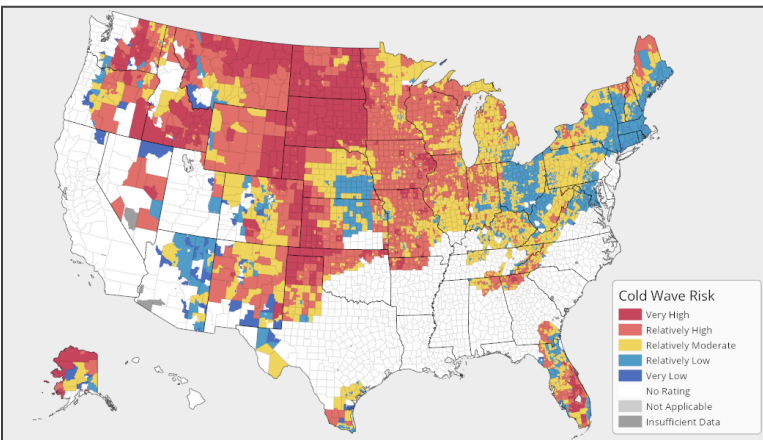 Cold Wave Risk
Very High
Relatively High
Relatively Moderate
Relatively Low
Very Low
No Rating
Not Applicable
Insufficient Data